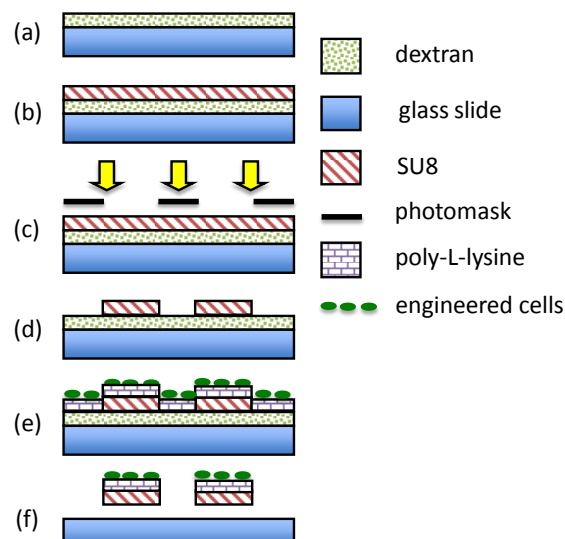 (a)
(b)
(c)
(d)
(e)
(f)
dextran
glass slide
SU8
photomask
poly-L-lysine
engineered cells